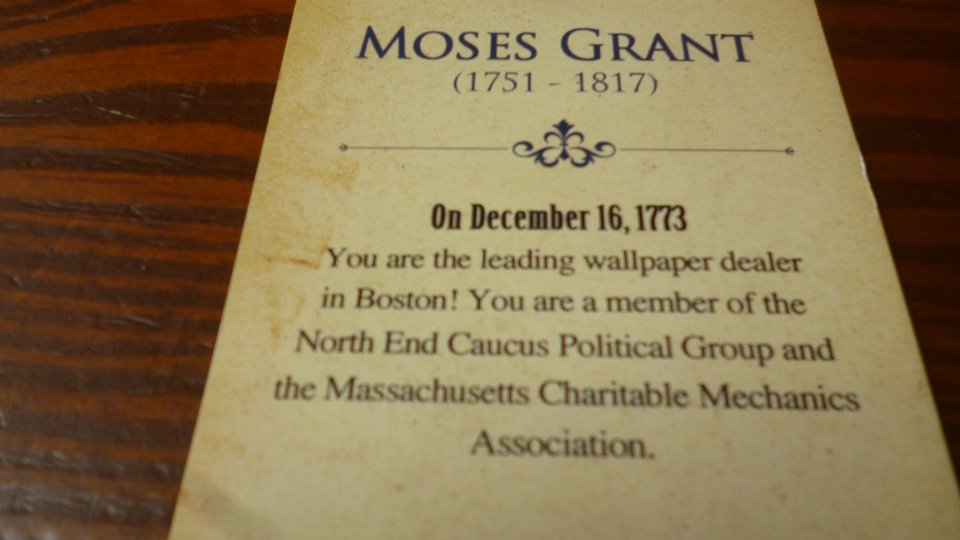 MOSES GRANT
(1751 - 1817)
On December 16, 1773
You are the leading wallpaper dealer
in Boston! You are a member of the
North End Caucus Political Group and
the Massachusetts Charitable Mechanics
Association.